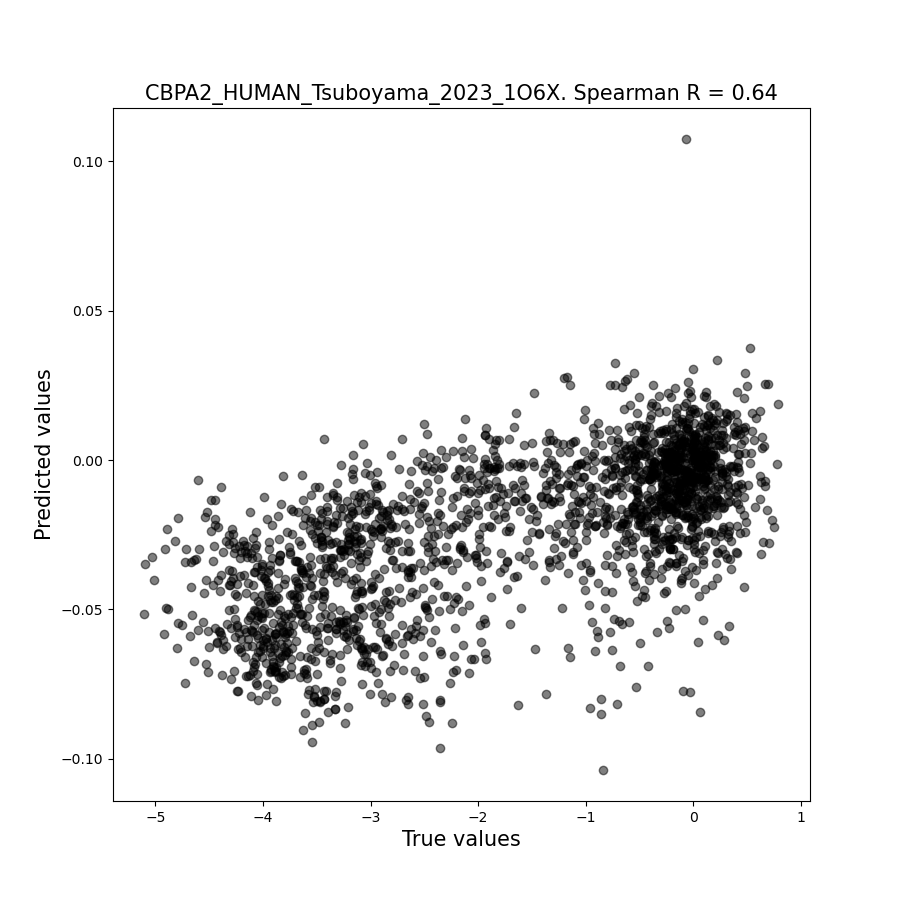 CBPA2_HUMAN_Tsuboyama_2023_1O6X. Spearman R = 0.64
0.10
0.05
0.00
−0.05
−0.10
Predicted values
−5 −4 −3 −2 −1 0 1
True values